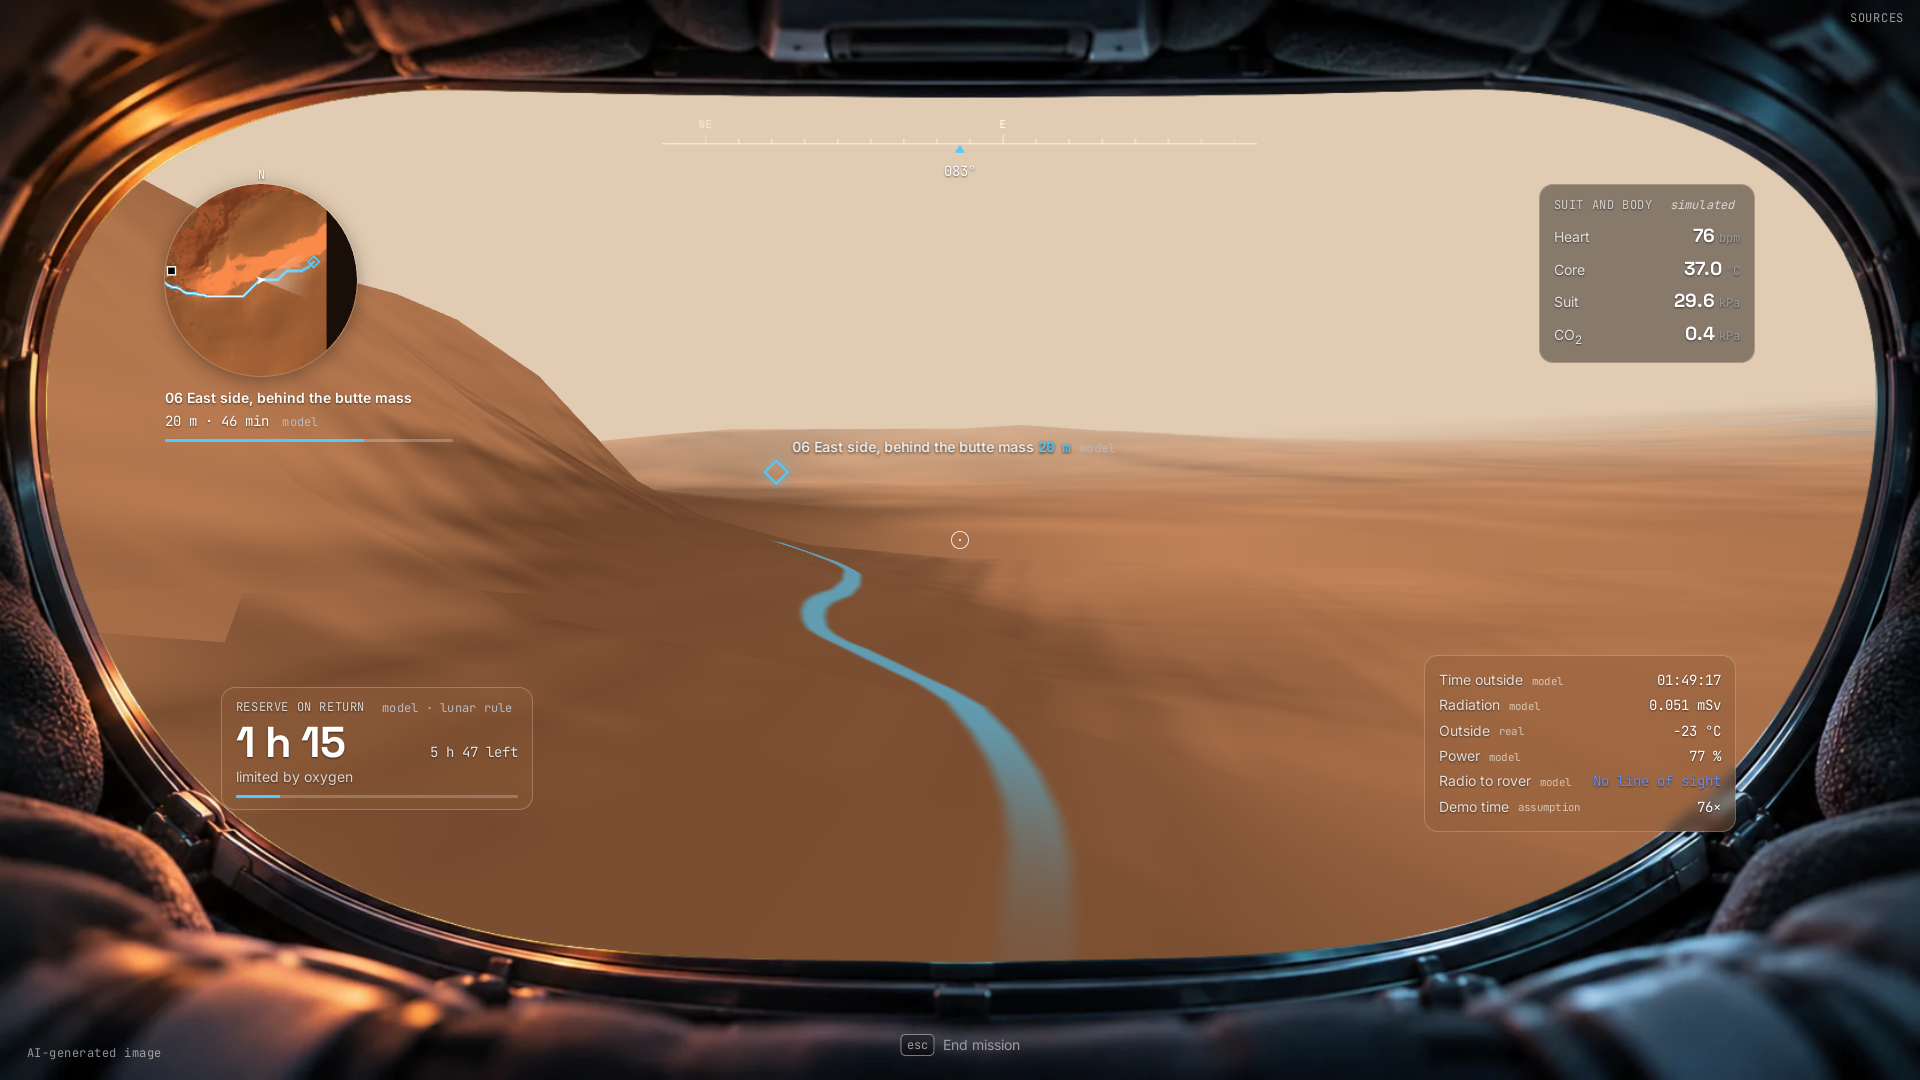 SOURCES
NE E
083°
N
06 East side, behind the butte mass
20 m · 46 min model
SUIT AND BODY simulated
Heart 76 bpm
Core 37.0 °C
Suit 29.6 kPa
CO2 0.4 kPa
06 East side, behind the butte mass 20 m model
RESERVE ON RETURN model · lunar rule
1 h 15 5 h 47 left
limited by oxygen
Time outside model 01:49:17
Radiation model 0.051 mSv
Outside real -23 °C
Power model 77 %
Radio to rover model No line of sight
Demo time assumption 76×
esc End mission
AI-generated image